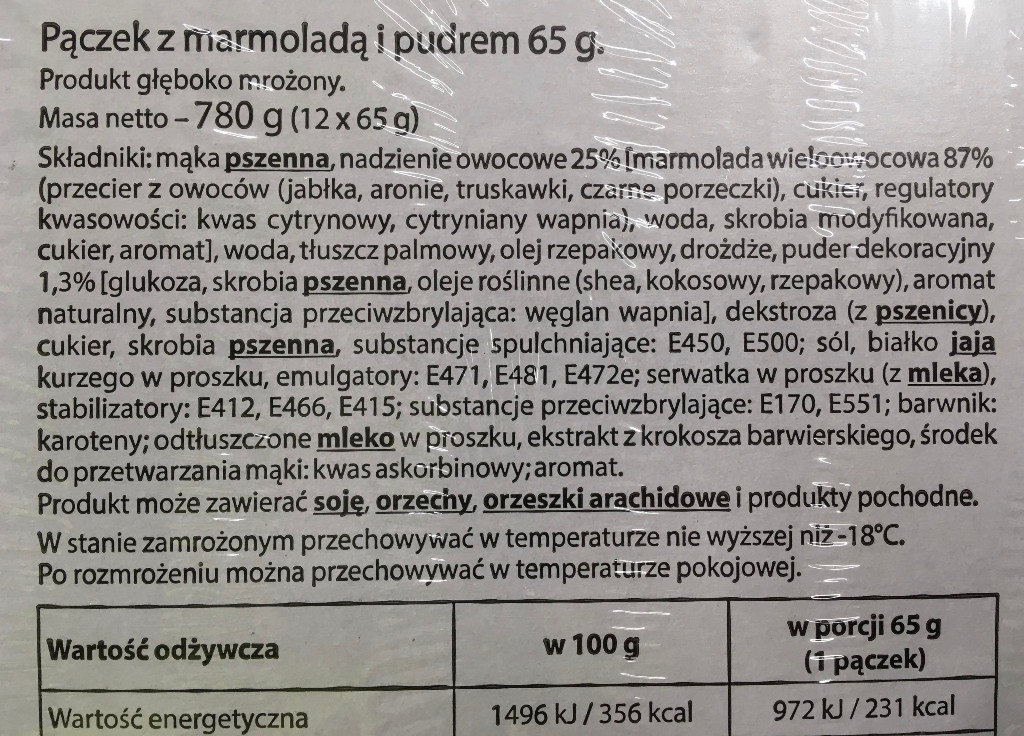 Pączek z marmoladą i pudrem 65 g.
Produkt głęboko mrożony.
Masa netto – 780 g (12 x 65 g)
Składniki: mąka pszenna, nadzienie owocowe 25% [marmolada wieloowocowa 87%
(przecier z owoców (jabłka, aronie, truskawki, czarne porzeczki), cukier, regulatory
kwasowości: kwas cytrynowy, cytryniany wapnia), woda, skrobia modyfikowana,
cukier, aromat], woda, tłuszcz palmowy, olej rzepakowy, drożdże, puder dekoracyjny
1,3% [glukoza, skrobia pszenna, oleje roślinne (shea, kokosowy, rzepakowy), aromat
naturalny, substancja przeciwzbrylająca: węglan wapnia], dekstroza (z pszenicy),
cukier, skrobia pszenna, substancje spulchniające: E450, E500; sól, białko jaja
kurzego w proszku, emulgatory: E471, E481, E472e; serwatka w proszku (z mleka),
stabilizatory: E412, E466, E415; substancje przeciwzbrylające: E170, E551; barwnik:
karoteny; odtłuszczone mleko w proszku, ekstrakt z krokosza barwierskiego, środek
do przetwarzania mąki: kwas askorbinowy; aromat.
Produkt może zawierać soję, orzechy, orzeszki arachidowe i produkty pochodne.
W stanie zamrożonym przechowywać w temperaturze nie wyższej niż -18°C.
Po rozmrożeniu można przechowywać w temperaturze pokojowej.
Wartość odżywcza w 100 g w porcji 65 g (1 pączek)
Wartość energetyczna 1496 kJ / 356 kcal 972 kJ / 231 kcal